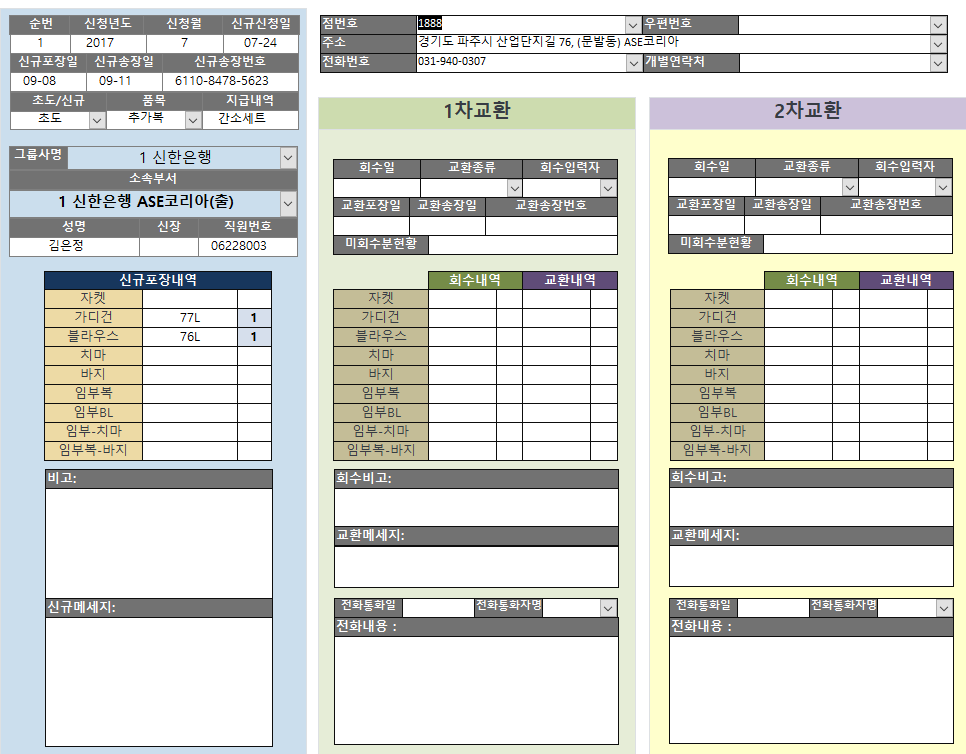 순번 신청년도 신청월 신규신청일
1 2017 7 07-24
신규포장일 신규송장일 신규송장번호
09-08 09-11 6110-8478-5623
초도/신규 품목 지급내역
초도 추가복 간소세트
그룹사명 1 신한은행
소속부서
1 신한은행 ASE코리아(출)
성명 신장 직원번호
김은정 06228003
신규포장내역
자켓
가디건 77L 1
블라우스 76L 1
치마
바지
임부복
임부BL
임부-치마
임부복-바지
비고:
신규메세지:
점번호 1888 우편번호
주소 경기도 파주시 산업단지길 76, (문발동) ASE코리아
전화번호 031-940-0307 개별연락처
1차교환
회수일 교환종류 회수입력자
교환포장일 교환송장일 교환송장번호
미회수분현황
회수내역 교환내역
자켓
가디건
블라우스
치마
바지
임부복
임부BL
임부-치마
임부복-바지
회수비고:
교환메세지:
전화통화일 전화통화자명
전화내용 :
2차교환
회수일 교환종류 회수입력자
교환포장일 교환송장일 교환송장번호
미회수분현황
회수내역 교환내역
자켓
가디건
블라우스
치마
바지
임부복
임부BL
임부-치마
임부복-바지
회수비고:
교환메세지:
전화통화일 전화통화자명
전화내용 :